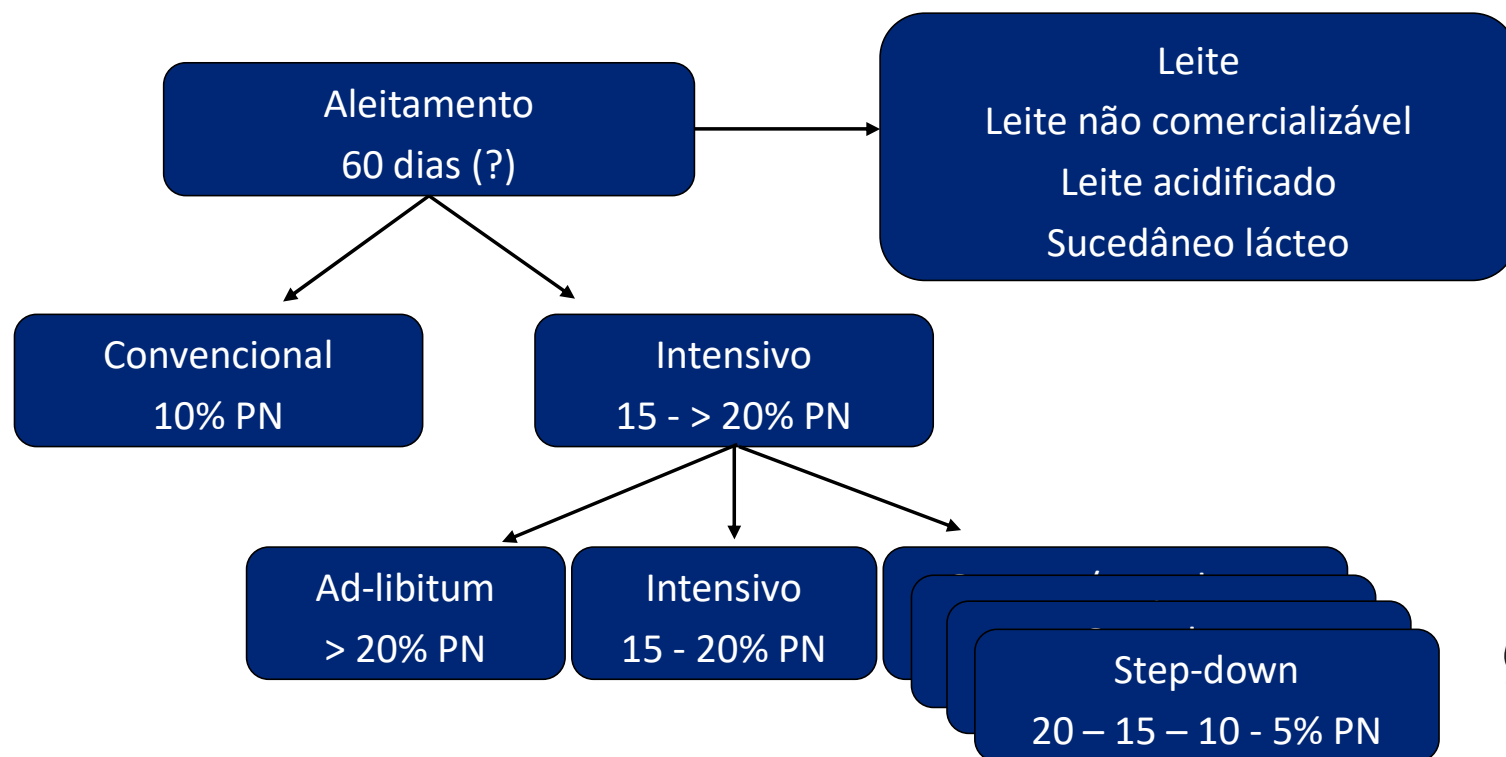 Aleitamento
60 dias (?)
Leite
Leite não comercializável
Leite acidificado
Sucedâneo lácteo
Convencional
10% PN
Intensivo
15 - > 20% PN
Ad-libitum
> 20% PN
Intensivo
15 - 20% PN
Step-down
20 – 15 – 10 - 5% PN